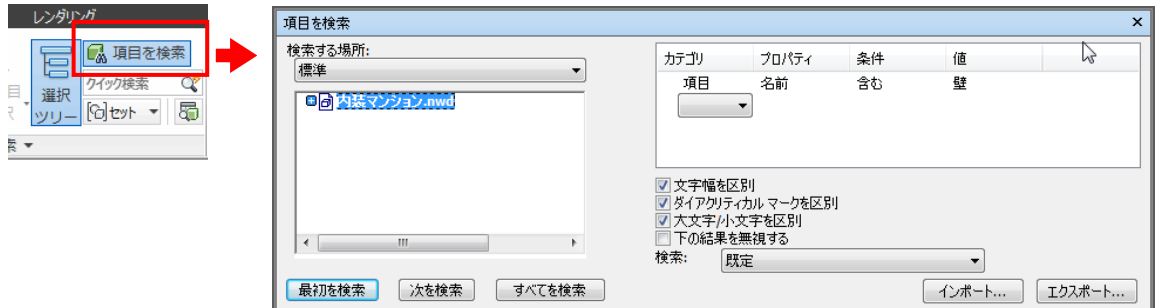 レンダリング
項目を検索
クイック検索
選択
ツリー
セット
項目を検索
検索する場所:
標準
内装マンション.nwd
カテゴリ プロパティ 条件 値
項目 名前 含む 壁
文字幅を区別
ダイアクリティカル マークを区別
大文字/小文字を区別
下の結果を無視する
検索: 既定
最初を検索 次を検索 すべてを検索 インポート... エクスポート...